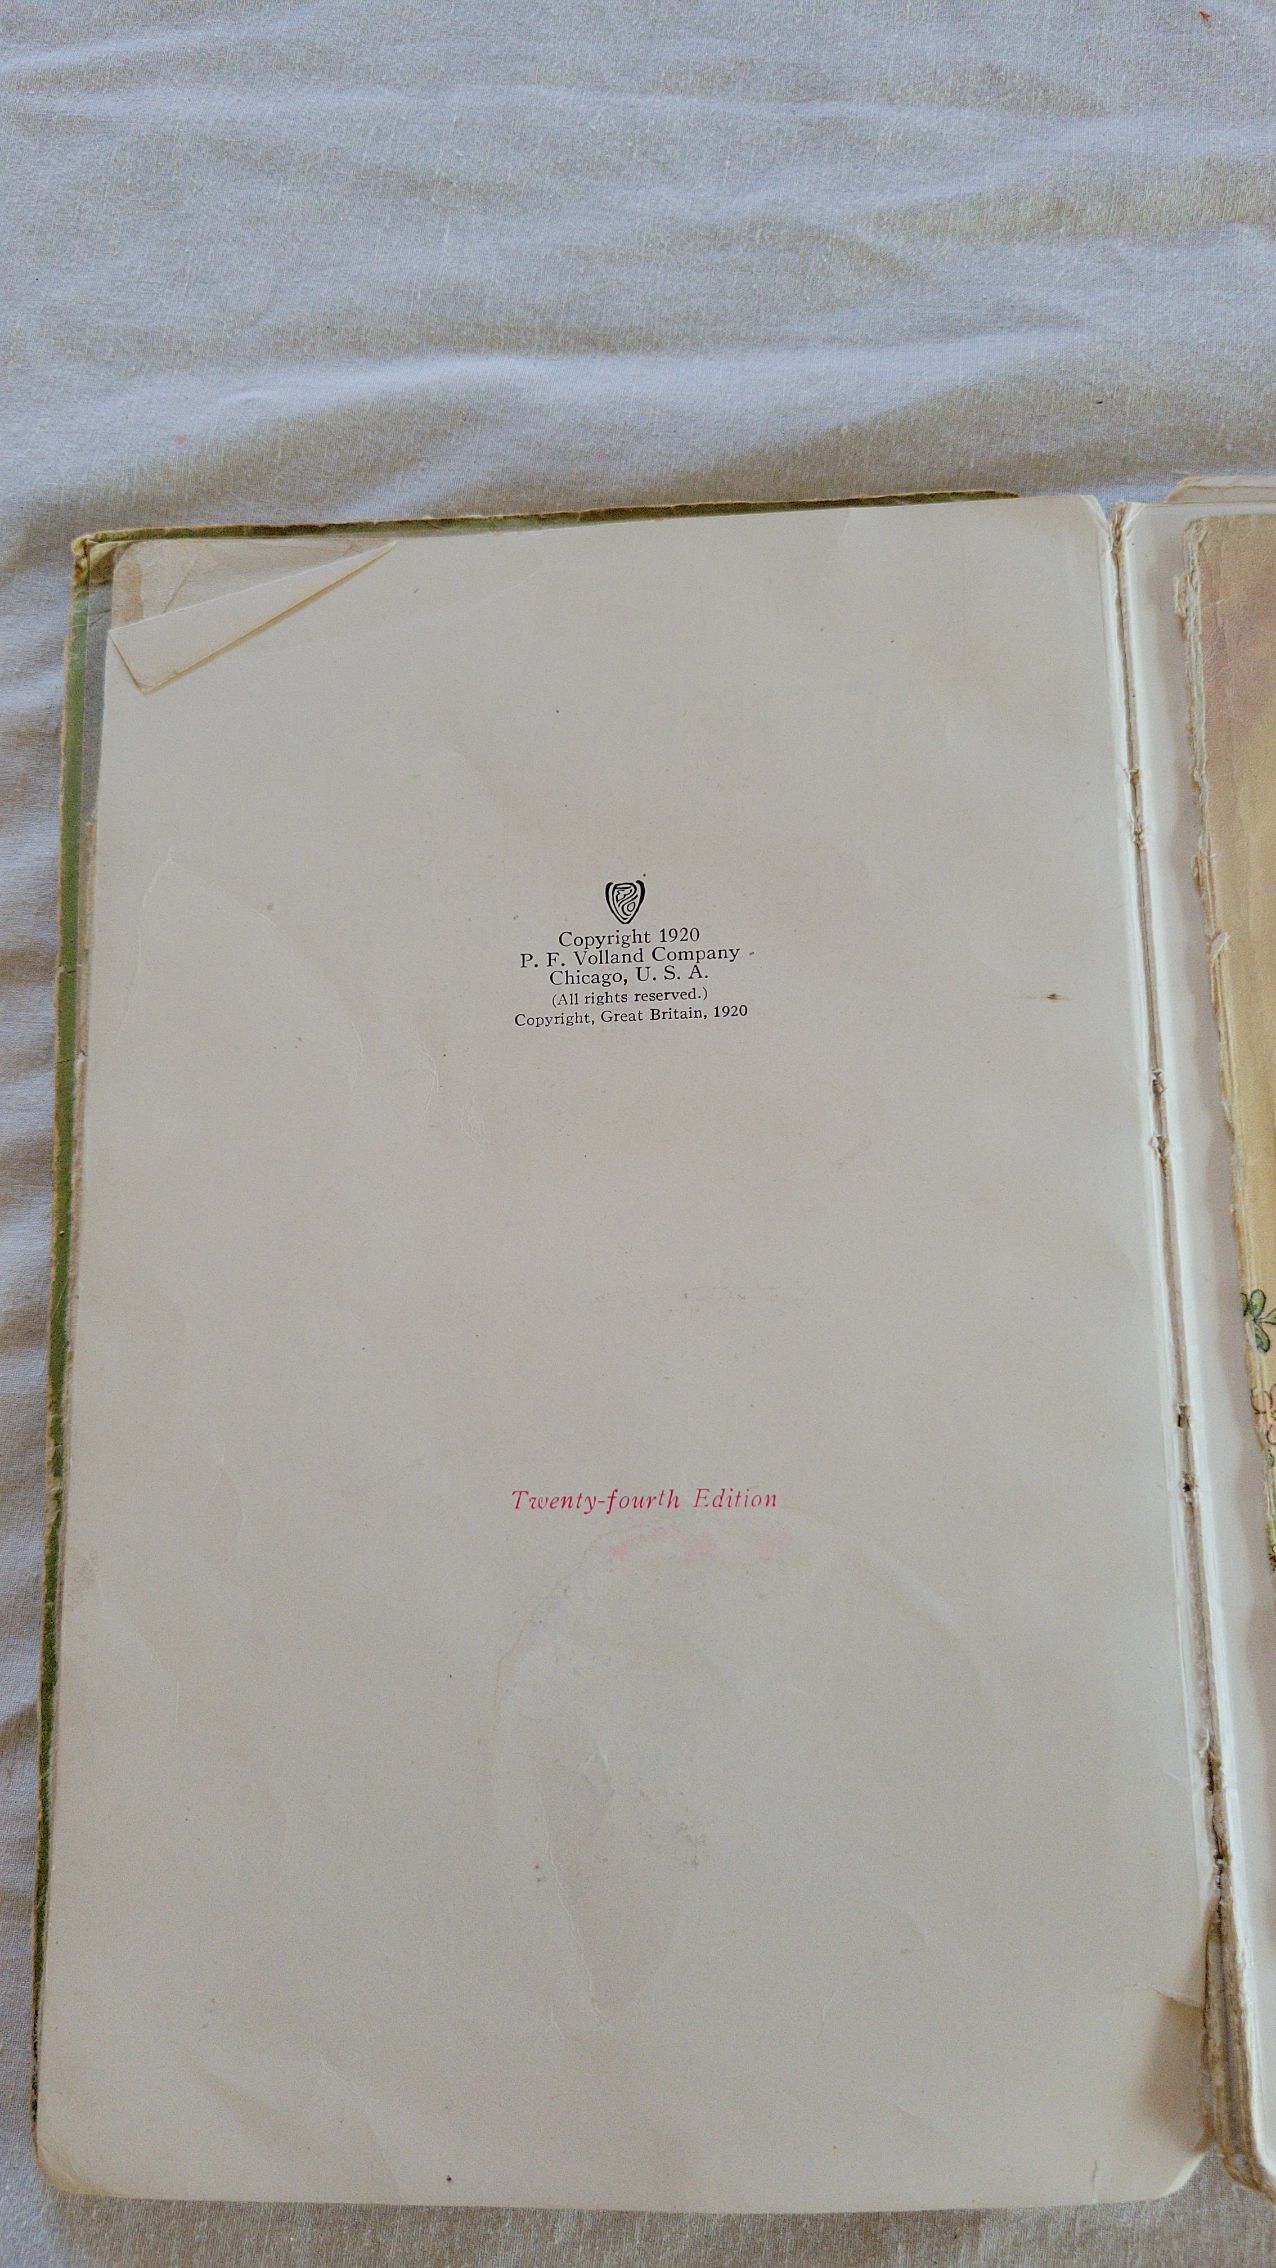 Copyright 1920
P. F. Volland Company
Chicago, U. S. A.
(All rights reserved.)
Copyright, Great Britain, 1920
Twenty-fourth Edition